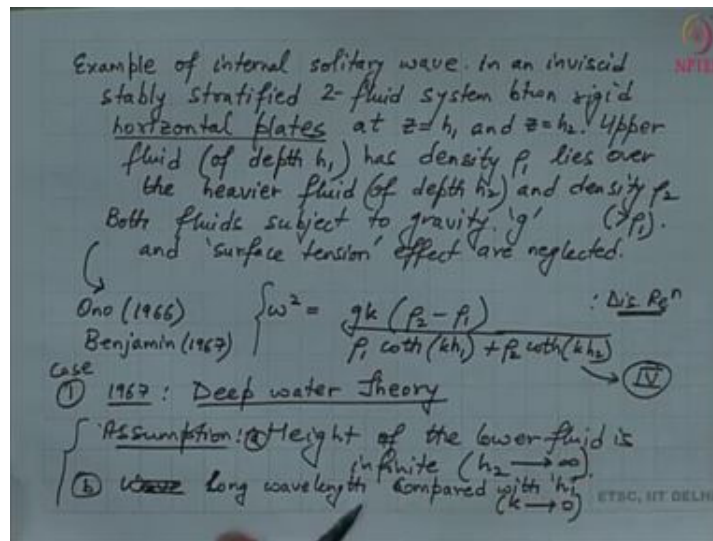 Example of internal solitary wave. In an inviscid
NPTEL
stably stratified 2-fluid system btwn rigid
horizontal plates at z=h₁ and z=h₂. Upper
fluid (of depth h₁) has density ρ₁ lies over
the heavier fluid (of depth h₂) and density ρ₂
Both fluids subject to gravity 'g' (>ρ₁).
and 'surface tension' effect are neglected.
Ono (1966)
Benjamin (1967)
ω² = gk (ρ₂ - ρ₁) / ρ₁ coth(kh₁) + ρ₂ coth(kh₂) : Dis. Reⁿ
IV
Case
① 1967 : Deep water Theory
Assumption: ⓐ Height of the lower fluid is
infinite (h₂ → ∞).
ⓑ Long wavelength compared with 'h₁'
(k → 0)
ETSC, IIT DELHI